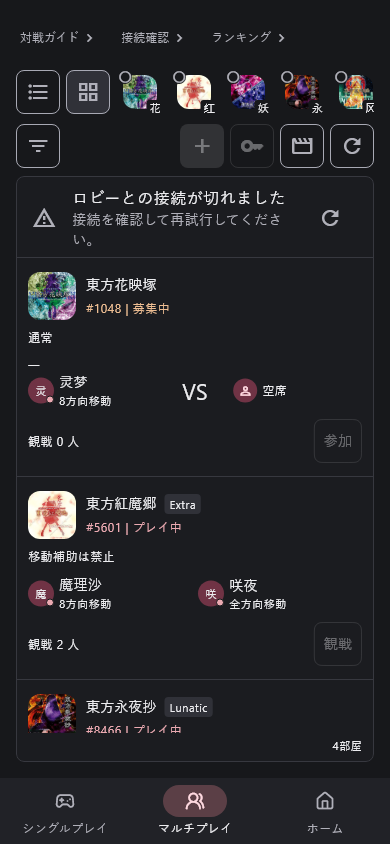 対戦ガイド
接続確認
ランキング
花
红
妖
永
ロビーとの接続が切れました
接続を確認して再試行してくださ
い。
東方花映塚
#1048 | 募集中
通常
—
灵
灵梦
8方向移動
VS
空席
観戦 0 人
参加
東方紅魔郷 Extra
#5601 | プレイ中
移動補助は禁止
魔
魔理沙
8方向移動
咲
咲夜
全方向移動
観戦 2 人
観戦
東方永夜抄 Lunatic
#8466 | プレイ中
4部屋
シングルプレイ
マルチプレイ
ホーム